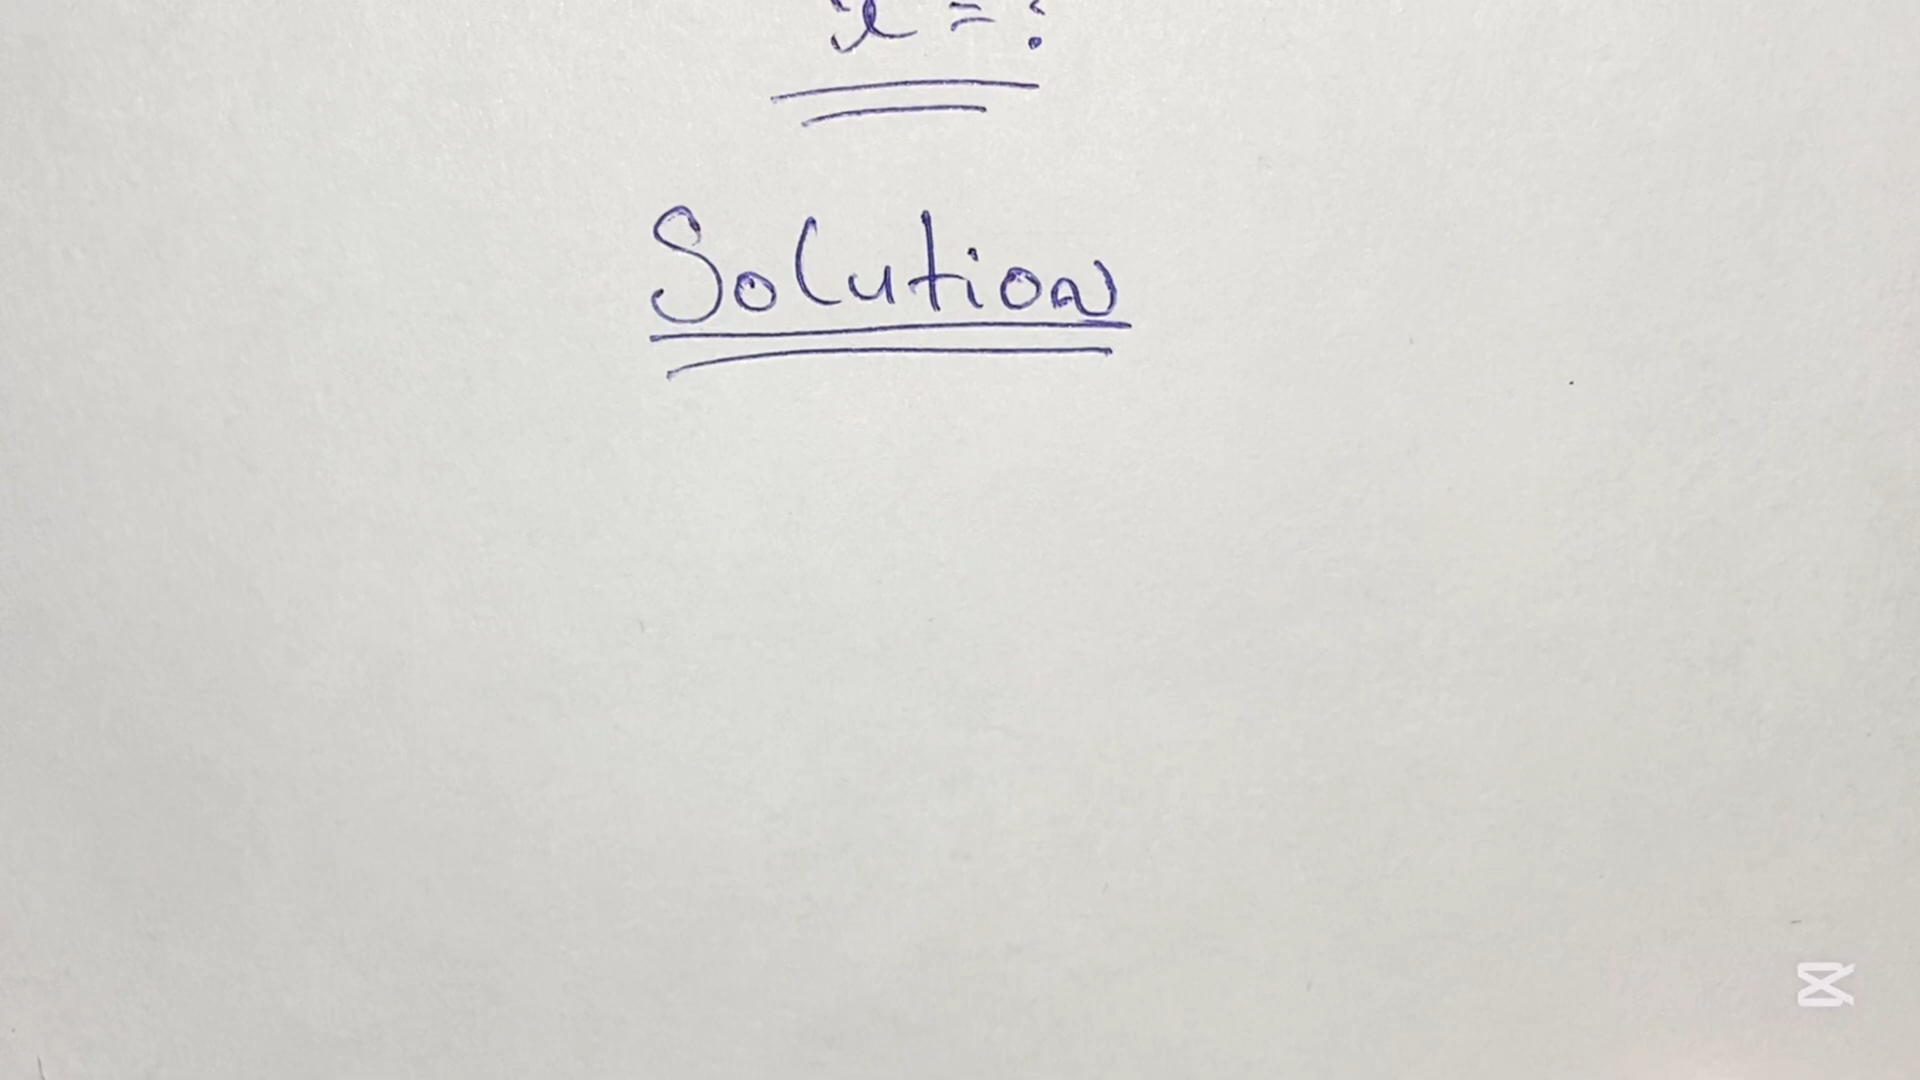 x = ?
Solution